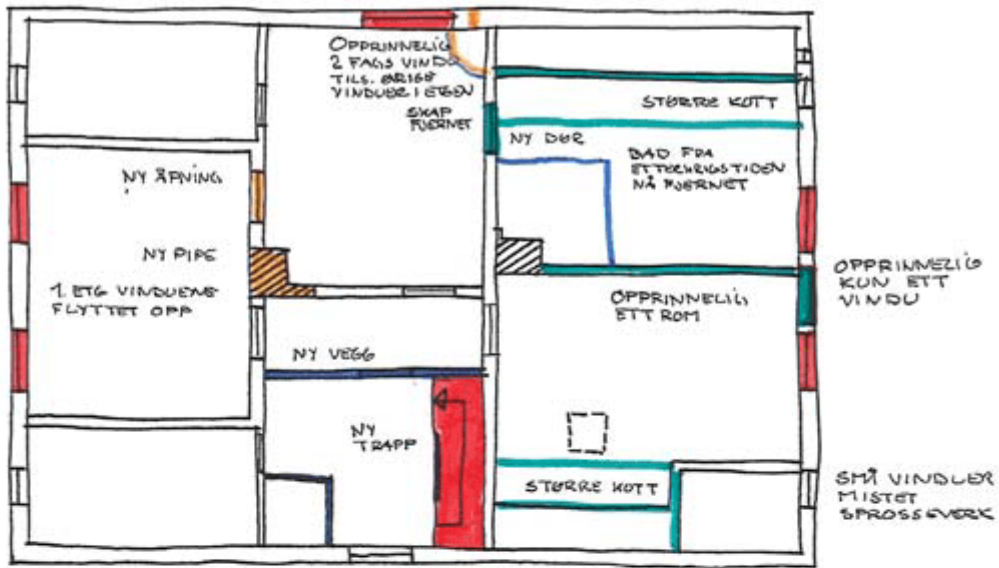 OPPRINNELIG
2 FAGS VINDU
TILS. ØRIGE
VINDUER I ETGEN
SKAP
FJERNET
STØRRE KOTT
NY DØR
BAD FRA
ETTERKRIGSTIDEN
NÅ FJERNET
NY ÅPNING
NY PIPE
1. ETG VINDUENE
FLYTTET OPP
OPPRINNELIG
KUN ETT
VINDU
OPPRINNELIG
ETT ROM
NY VEGG
NY
TRAPP
STØRRE KOTT
SMÅ VINDUER
MISTET
SPROSSEVERK